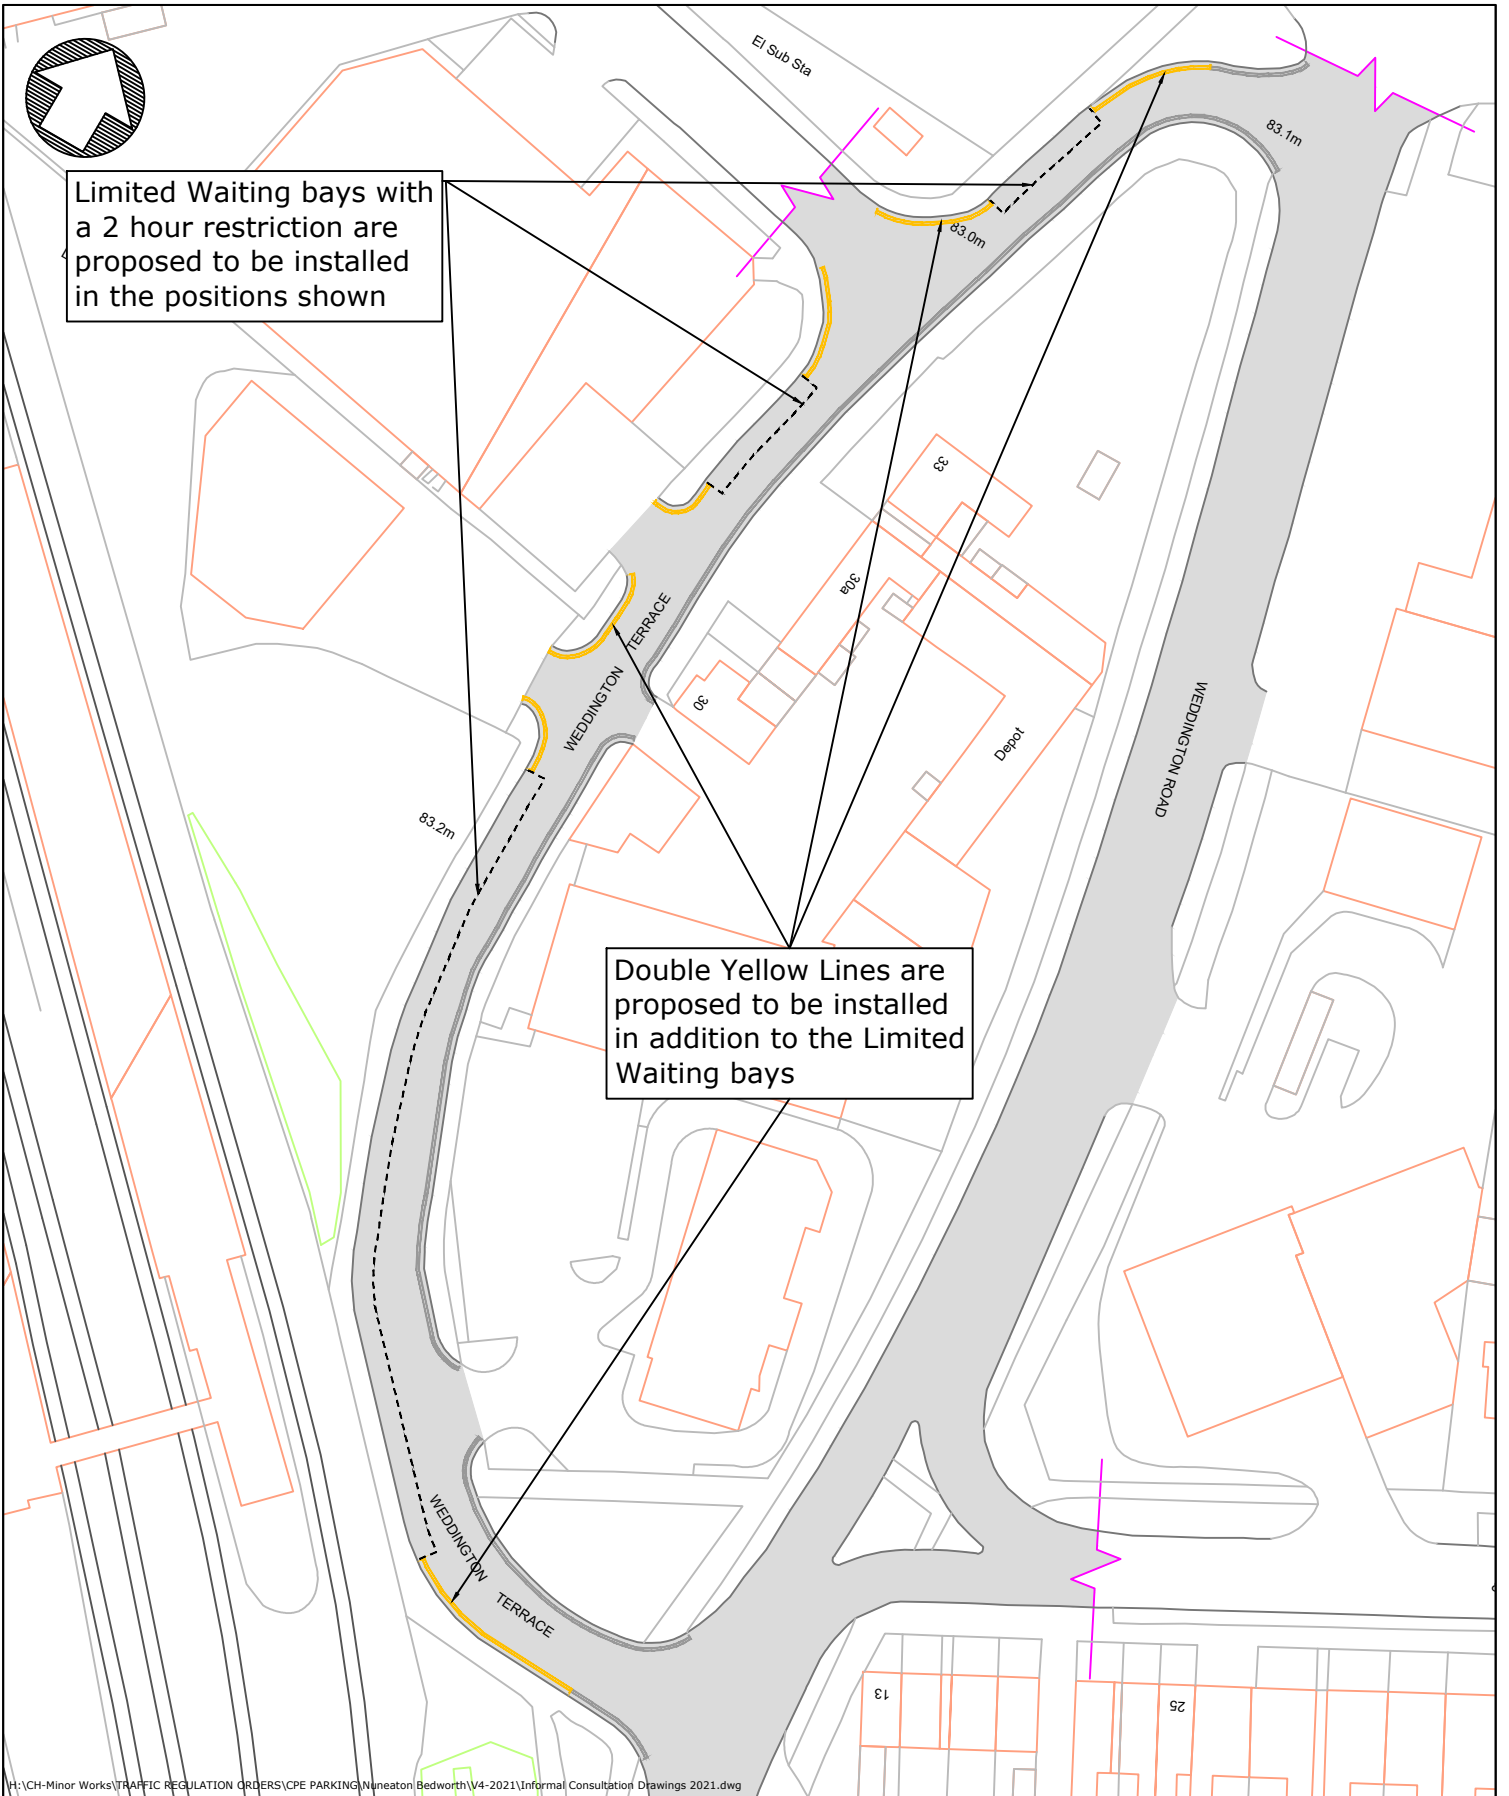 El Sub Sta
83.1m
Limited Waiting bays with
a 2 hour restriction are
proposed to be installed
in the positions shown
83.0m
33
30a
WEDDINGTON TERRACE
30
WEDDINGTON ROAD
Depot
83.2m
Double Yellow Lines are
proposed to be installed
in addition to the Limited
Waiting bays
WEDDINGTON TERRACE
13
25
H:\CH-Minor Works\TRAFFIC REGULATION ORDERS\CPE PARKING\Nuneaton Bedworth\V4-2021\Informal Consultation Drawings 2021.dwg